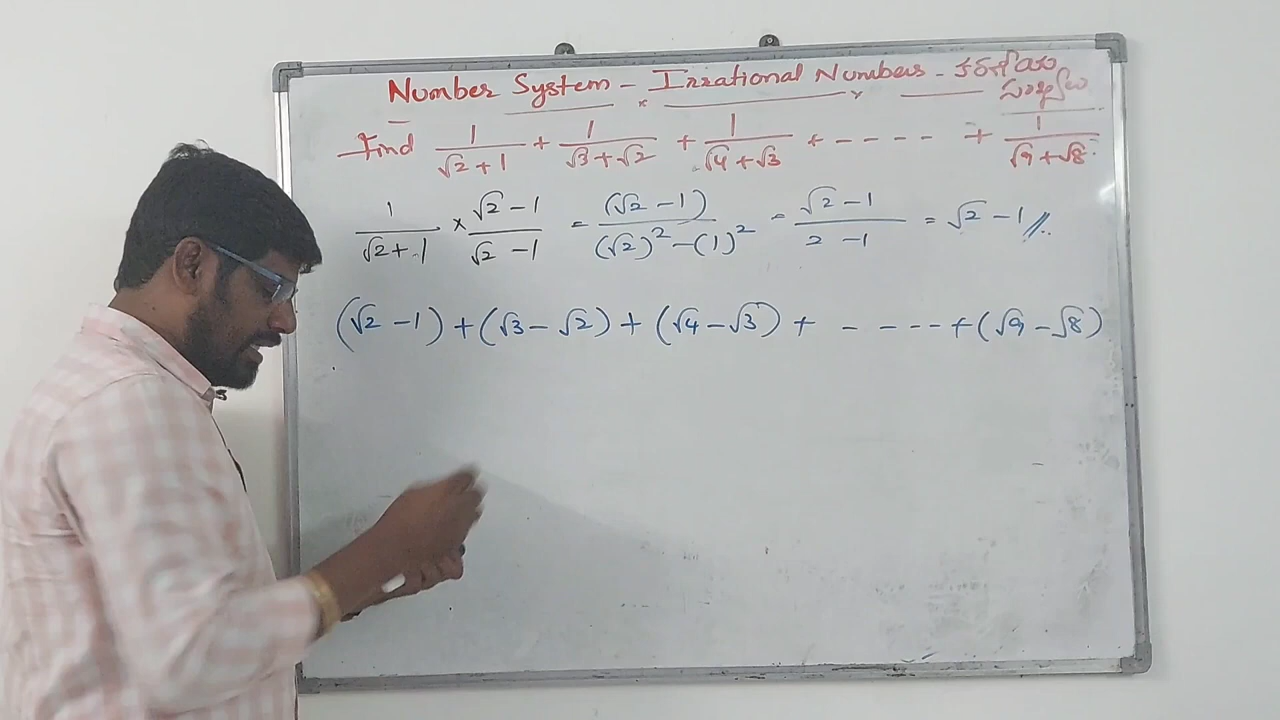 Number System - Irrational Numbers - కరణీయ సంఖ్యలు
Find 1/(√2+1) + 1/(√3+√2) + 1/(√4+√3) + - - - - + 1/(√9+√8).
1/(√2+1) × (√2-1)/(√2-1) = (√2-1)/((√2)²-(1)²) = (√2-1)/(2-1) = √2-1//.
(√2-1)+(√3-√2)+(√4-√3)+ - - - - +(√9-√8)